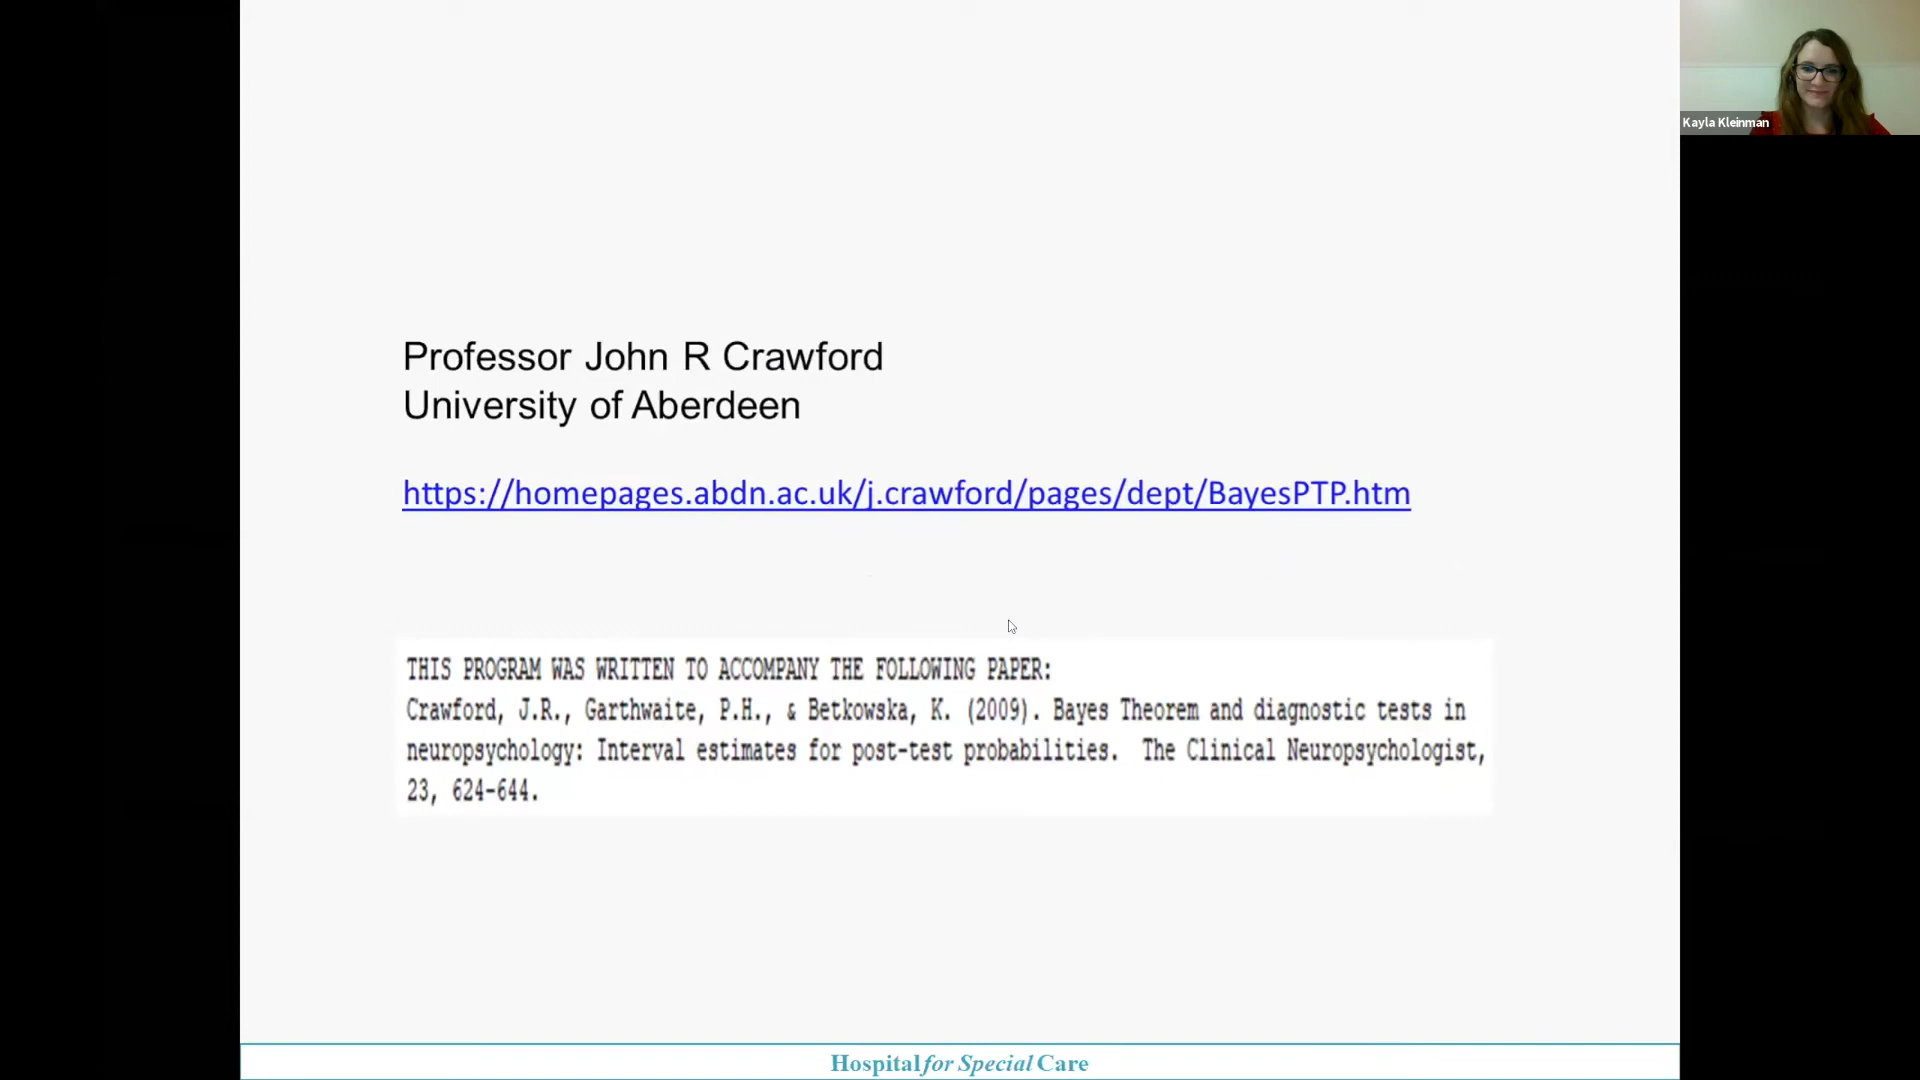 Kayla Kleinman
Professor John R Crawford
University of Aberdeen
https://homepages.abdn.ac.uk/j.crawford/pages/dept/BayesPTP.htm
THIS PROGRAM WAS WRITTEN TO ACCOMPANY THE FOLLOWING PAPER:
Crawford, J.R., Garthwaite, P.H., & Betkowska, K. (2009). Bayes Theorem and diagnostic tests in
neuropsychology: Interval estimates for post-test probabilities. The Clinical Neuropsychologist,
23, 624-644.
Hospital for Special Care